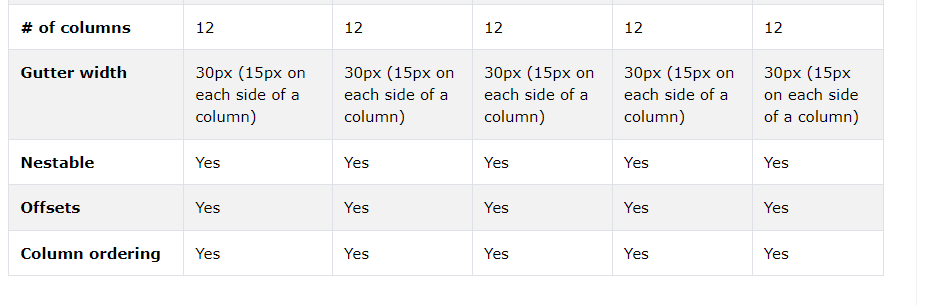 # of columns 12 12 12 12 12
Gutter width 30px (15px on 30px (15px on 30px (15px on 30px (15px on 30px (15px
each side of a each side of a each side of a each side of a on each side
column) column) column) column) of a column)
Nestable Yes Yes Yes Yes Yes
Offsets Yes Yes Yes Yes Yes
Column ordering Yes Yes Yes Yes Yes